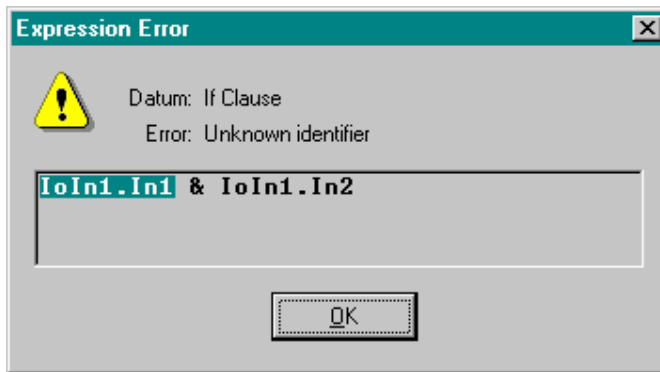 Expression Error
Datum: If Clause
Error: Unknown identifier
IoIn1.In1 & IoIn1.In2
OK